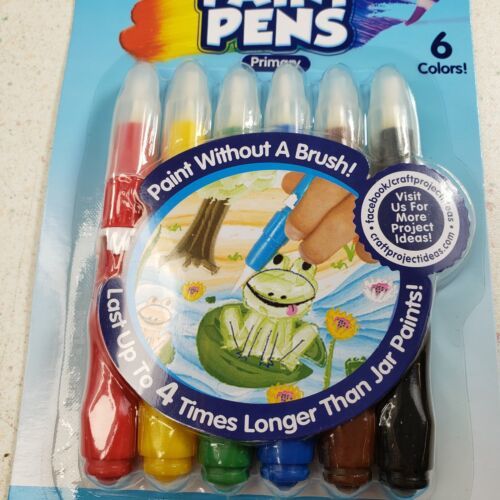 PAINT
PENS
Primary
6
Colors!
Paint Without A Brush!
facebook/craftprojectideas
Visit
Us For
More
Project
Ideas!
craftprojectideas.com
Last Up To 4 Times Longer Than Jar Paints!